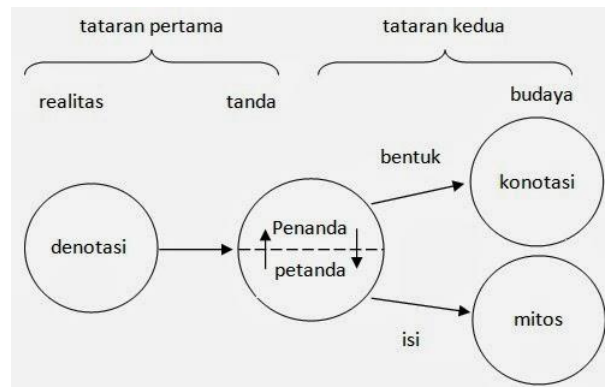 tataran pertama
tataran kedua
realitas
tanda
budaya
bentuk
konotasi
denotasi
Penanda
petanda
isi
mitos